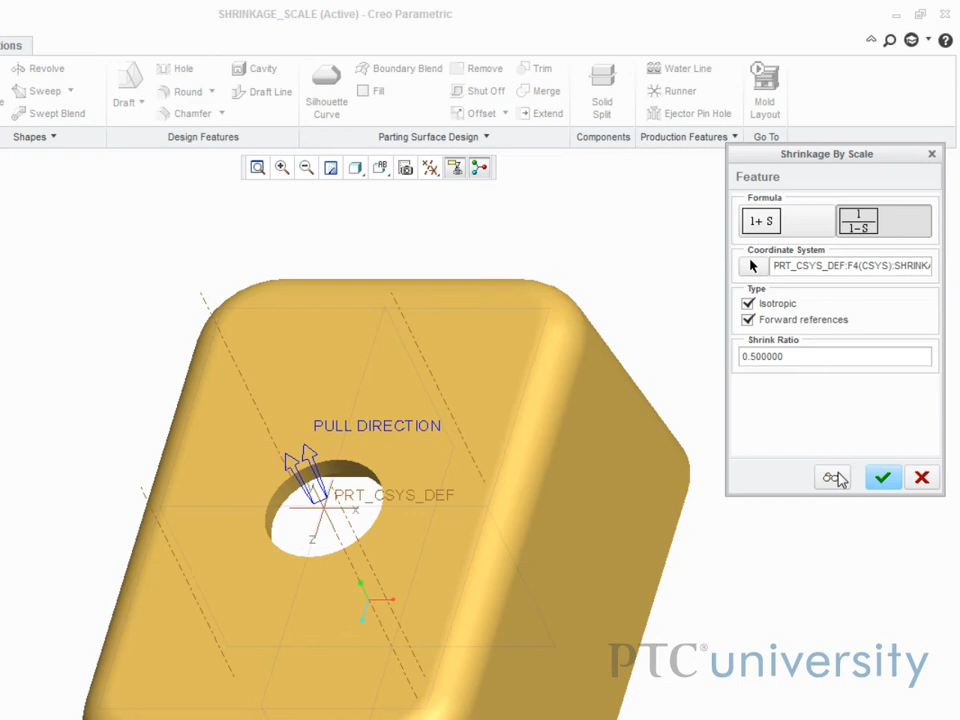 SHRINKAGE_SCALE (Active) - Creo Parametric
ions
Revolve
Hole
Cavity
Boundary Blend
Remove
Trim
Water Line
Sweep
Draft
Round
Draft Line
Silhouette Curve
Fill
Shut Off
Merge
Solid Split
Runner
Mold Layout
Swept Blend
Chamfer
Offset
Extend
Ejector Pin Hole
Shapes
Design Features
Parting Surface Design
Components
Production Features
Go To
Shrinkage By Scale
Feature
Formula
1+ S
1
1-S
Coordinate System
PRT_CSYS_DEF:F4(CSYS):SHRINKA
Type
Isotropic
Forward references
Shrink Ratio
0.500000
PULL DIRECTION
PRT_CSYS_DEF
X
Z
PTC® university